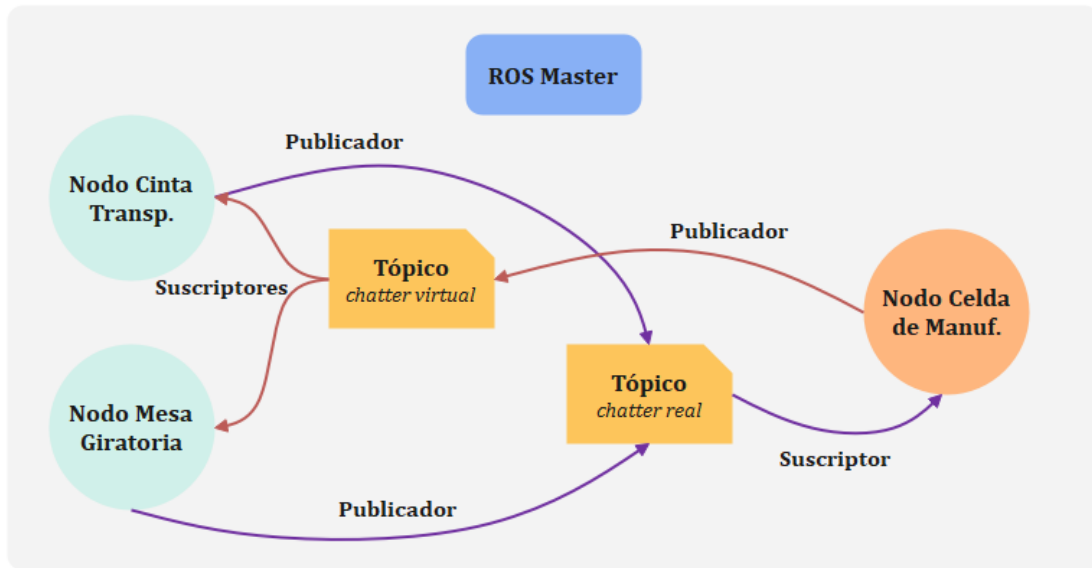 ROS Master
Publicador
Nodo Cinta
Transp.
Publicador
Tópico
chatter virtual
Suscriptores
Nodo Celda
de Manuf.
Tópico
chatter real
Nodo Mesa
Giratoria
Suscriptor
Publicador